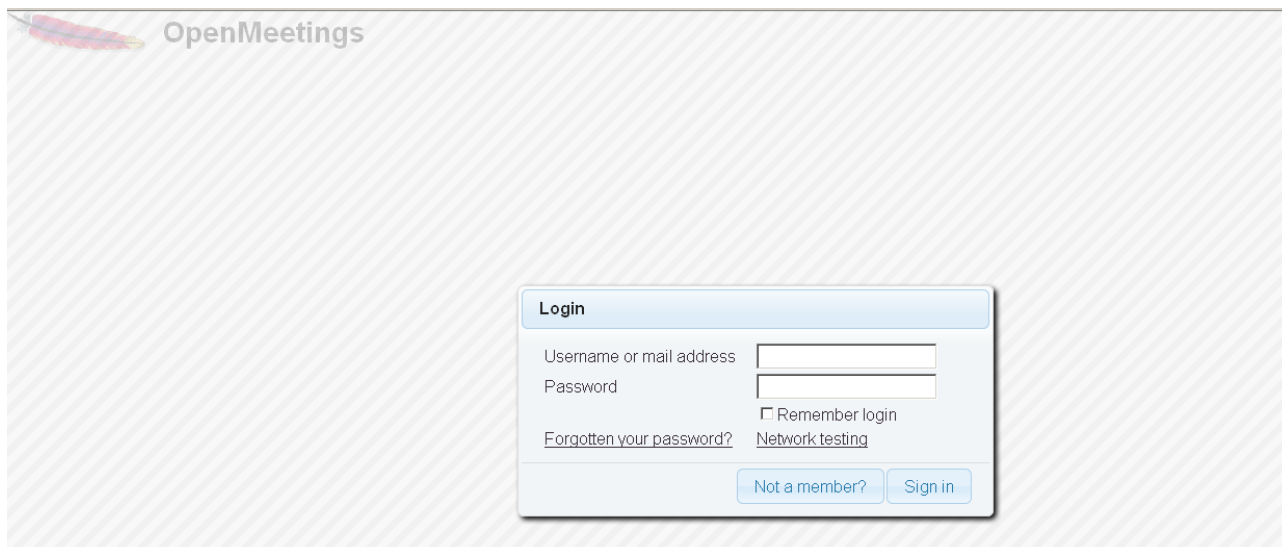 OpenMeetings
Login
Username or mail address
Password
Remember login
Forgotten your password? Network testing
Not a member? Sign in